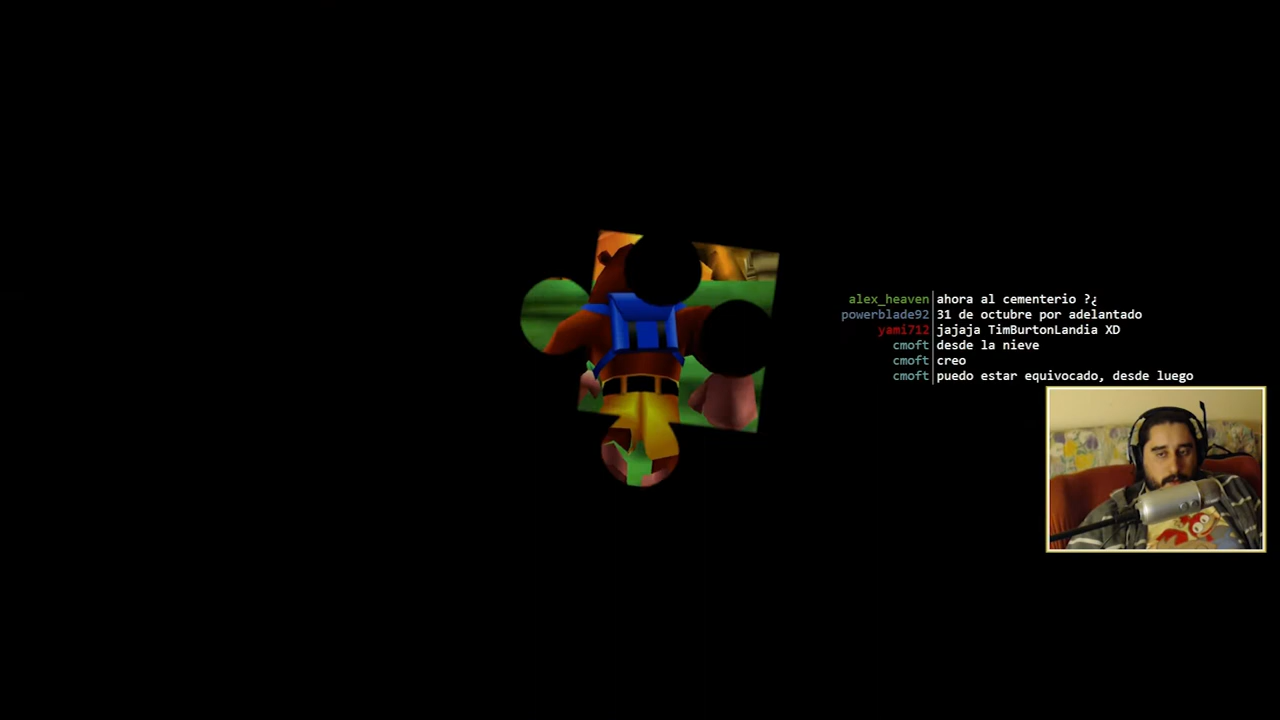 alex_heaven ahora al cementerio ?¿
powerblade92 31 de octubre por adelantado
yami712 jajaja TimBurtonLandia XD
cmoft desde la nieve
cmoft creo
cmoft puedo estar equivocado, desde luego